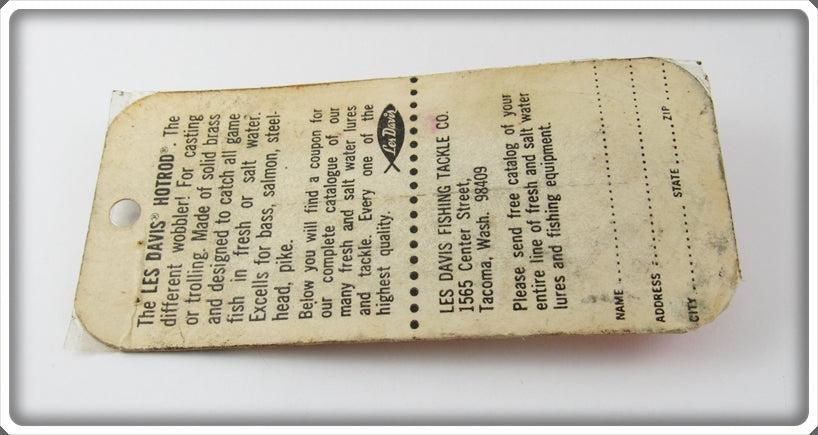 The LES DAVIS® HOTROD®. The
different wobbler! For casting
or trolling. Made of solid brass
and designed to catch all game
fish in fresh or salt water.
Excells for bass, salmon, steel-
head, pike.
Below you will find a coupon for
our complete catalogue of our
many fresh and salt water lures
and tackle. Every one of the
highest quality.
Les Davis
LES DAVIS FISHING TACKLE CO.
1565 Center Street,
Tacoma, Wash. 98409
Please send free catalog of your
entire line of fresh and salt water
lures and fishing equipment.
NAME
ADDRESS
CITY STATE ZIP